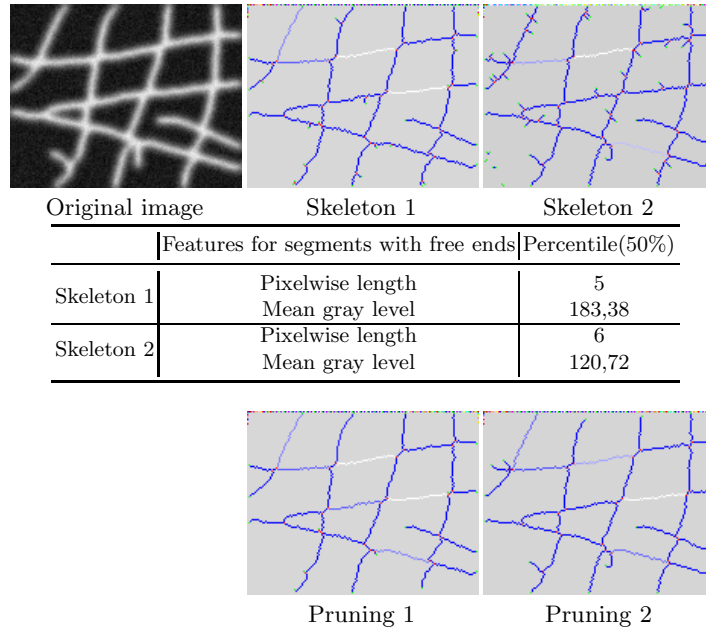 Original image Skeleton 1 Skeleton 2
Features for segments with free ends Percentile(50%)
Skeleton 1 Pixelwise length 5
Mean gray level 183,38
Skeleton 2 Pixelwise length 6
Mean gray level 120,72
Pruning 1 Pruning 2